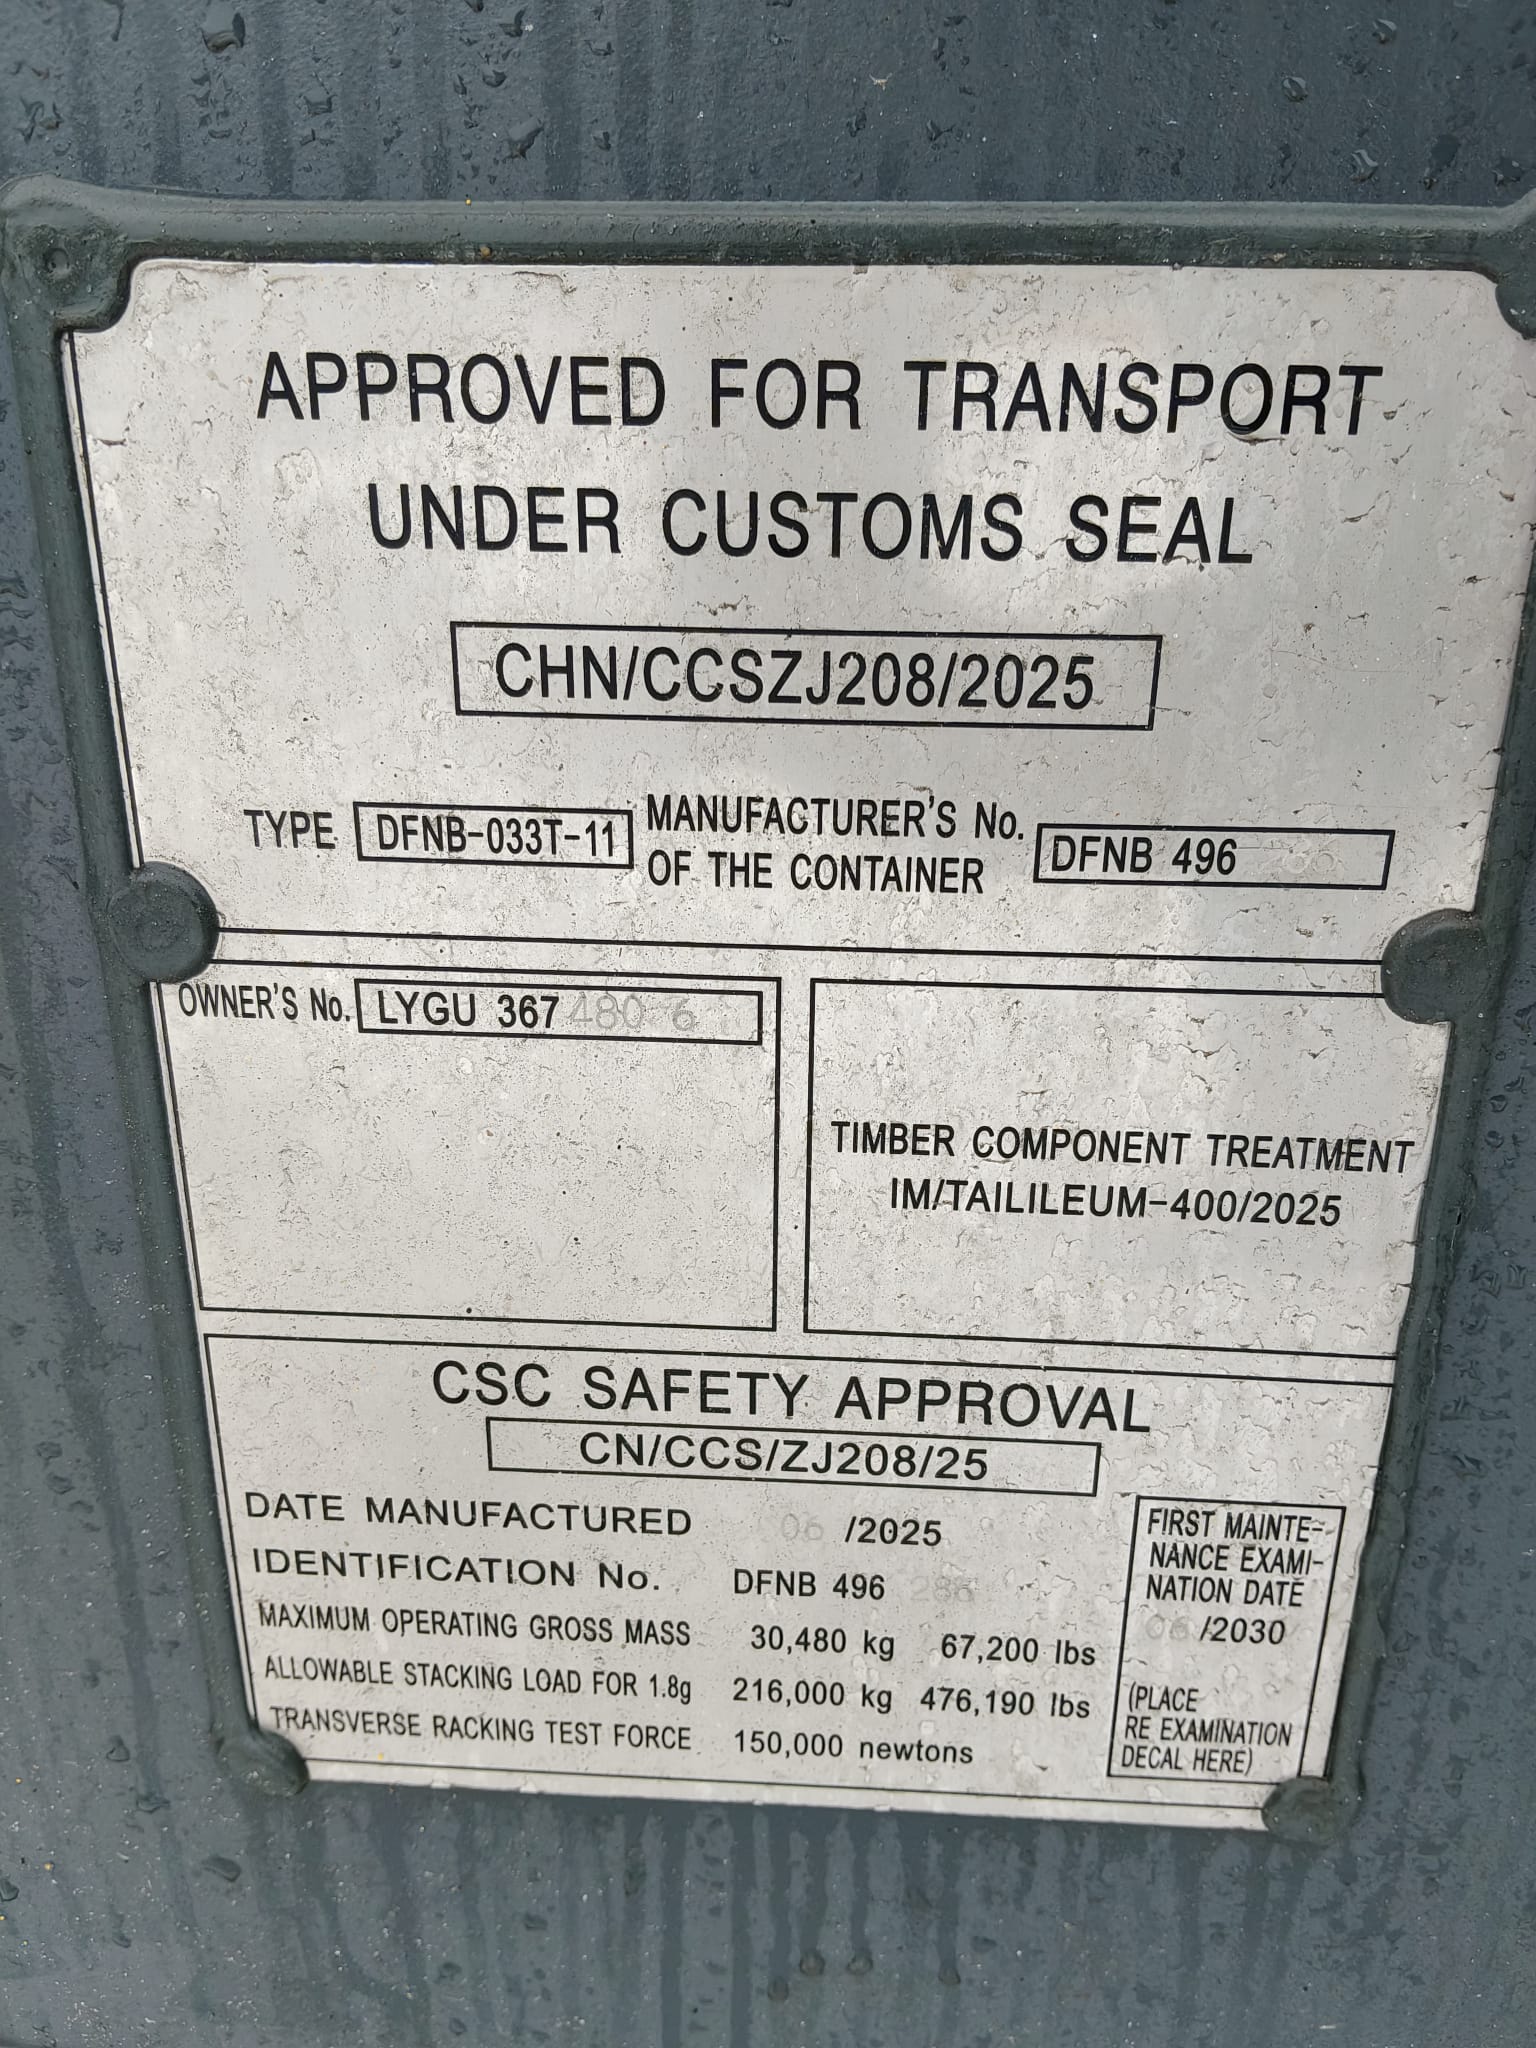 APPROVED FOR TRANSPORT
UNDER CUSTOMS SEAL
CHN/CCSZJ208/2025
TYPE DFNB-033T-11
MANUFACTURER'S No.
OF THE CONTAINER
DFNB 496
OWNER'S No. LYGU 367 480 6
TIMBER COMPONENT TREATMENT
IM/TAILILEUM-400/2025
CSC SAFETY APPROVAL
CN/CCS/ZJ208/25
DATE MANUFACTURED 06 /2025
IDENTIFICATION No. DFNB 496
MAXIMUM OPERATING GROSS MASS 30,480 kg 67,200 lbs
ALLOWABLE STACKING LOAD FOR 1.8g 216,000 kg 476,190 lbs
TRANSVERSE RACKING TEST FORCE 150,000 newtons
FIRST MAINTE-
NANCE EXAMI-
NATION DATE
06 /2030
(PLACE
RE EXAMINATION
DECAL HERE)